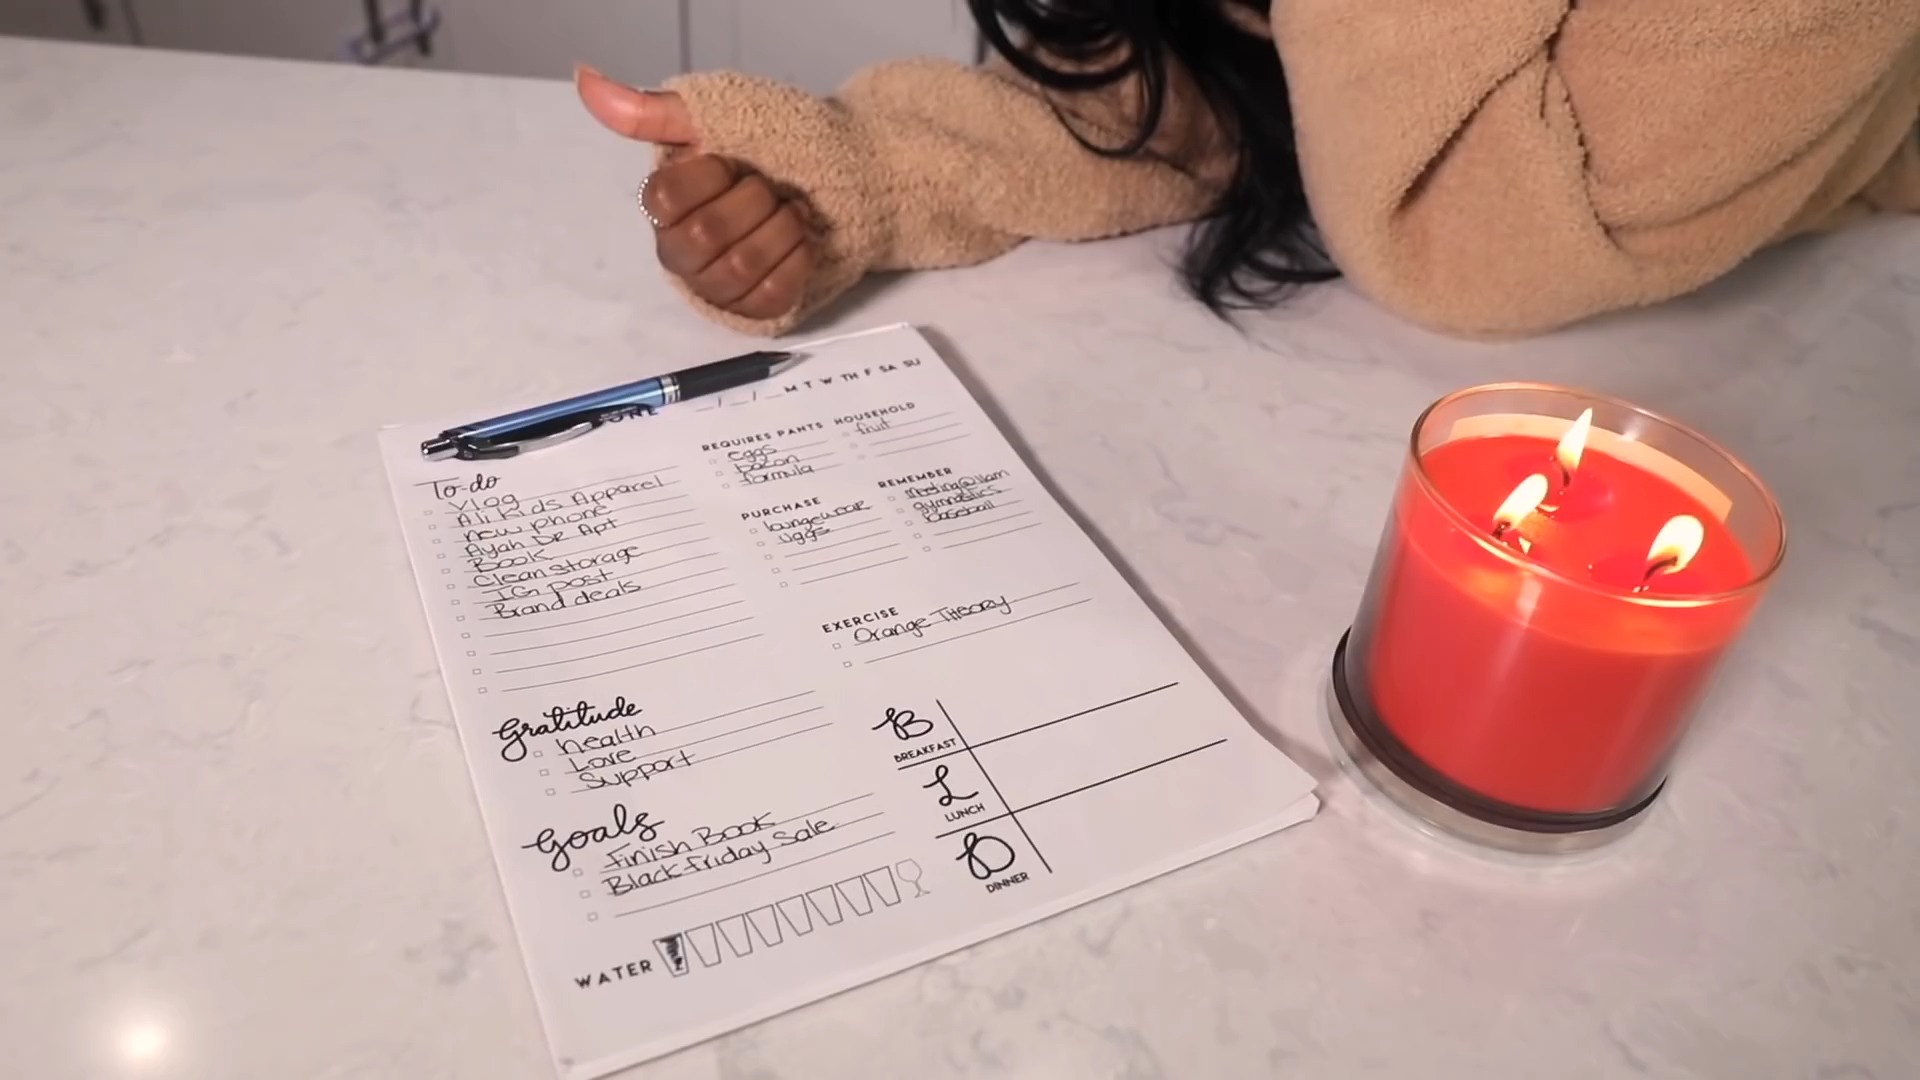 M T W TH F SA SU
To-do
Vlog
Ali Kids Apparel
new phone
Ayah DR Apt
Book
Clean storage
IG post
Brand deals
REQUIRES PANTS
eggs
bacon
formula
HOUSEHOLD
fruit
PURCHASE
loungewear
uggs
REMEMBER
meeting@11am
gymnastics
baseball
EXERCISE
Orange Theory
Gratitude
health
Love
Support
Goals
Finish Book
Black Friday Sale
WATER
B
BREAKFAST
L
LUNCH
D
DINNER